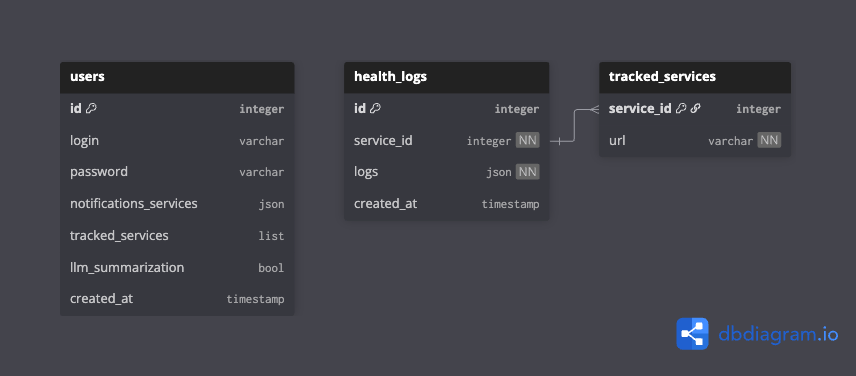 users
id integer
login varchar
password varchar
notifications_services json
tracked_services list
llm_summarization bool
created_at timestamp
health_logs
id integer
service_id integer NN
logs json NN
created_at timestamp
tracked_services
service_id integer
url varchar NN
dbdiagram.io